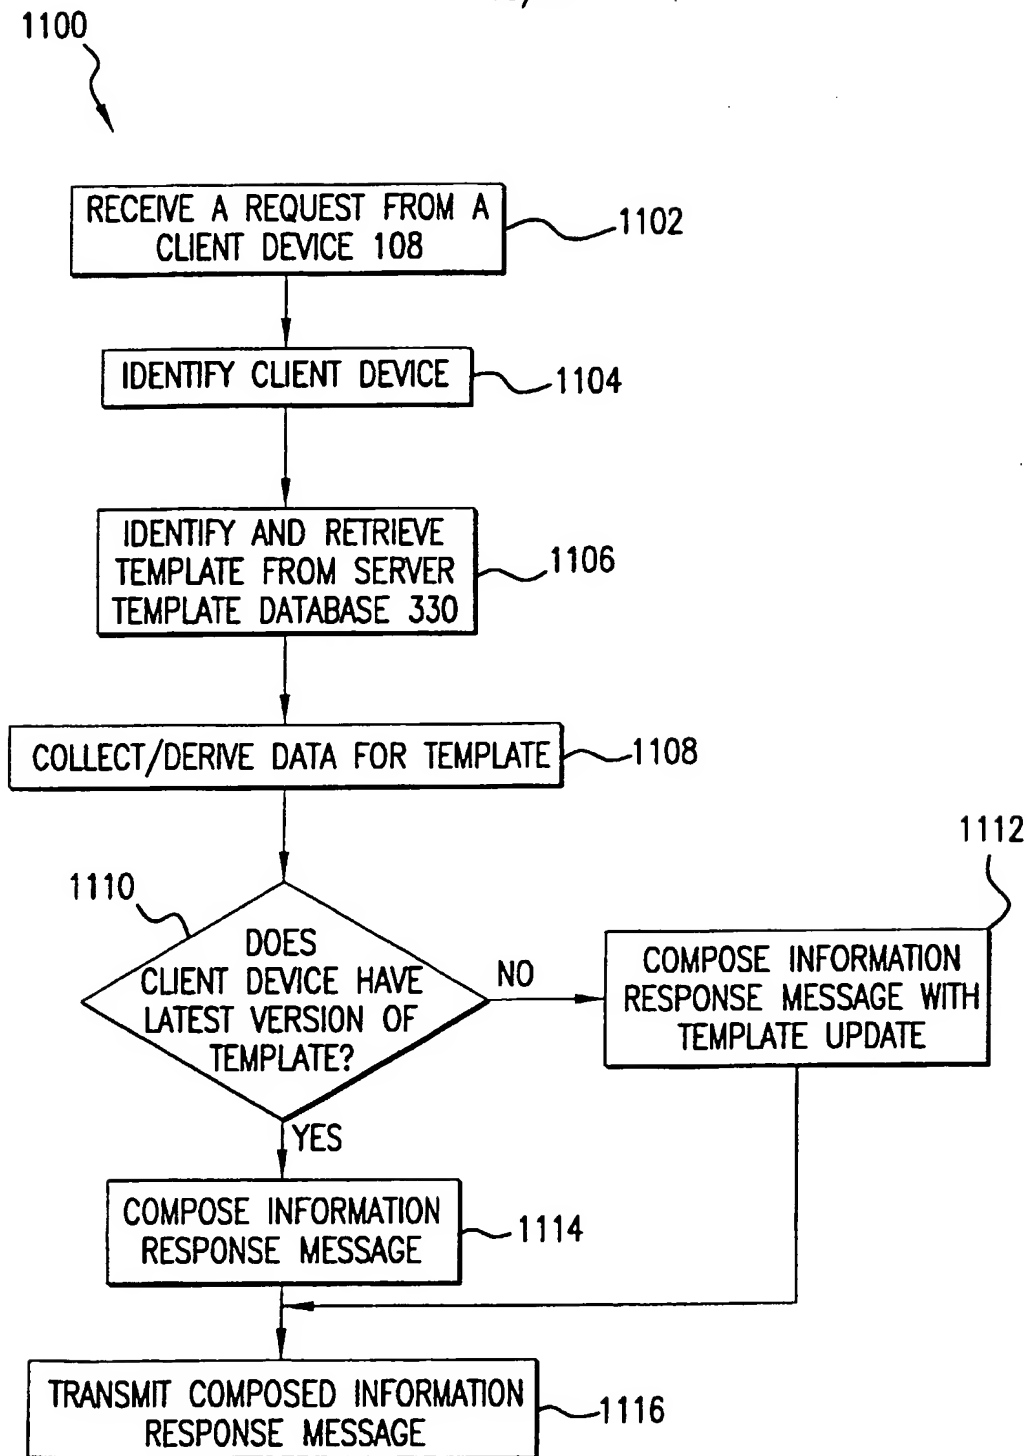 1100
RECEIVE A REQUEST FROM A
CLIENT DEVICE 108
1102
IDENTIFY CLIENT DEVICE
1104
IDENTIFY AND RETRIEVE
TEMPLATE FROM SERVER
TEMPLATE DATABASE 330
1106
COLLECT/DERIVE DATA FOR TEMPLATE
1108
1110
DOES
CLIENT DEVICE HAVE
LATEST VERSION OF
TEMPLATE?
NO
1112
COMPOSE INFORMATION
RESPONSE MESSAGE WITH
TEMPLATE UPDATE
YES
COMPOSE INFORMATION
RESPONSE MESSAGE
1114
TRANSMIT COMPOSED INFORMATION
RESPONSE MESSAGE
1116